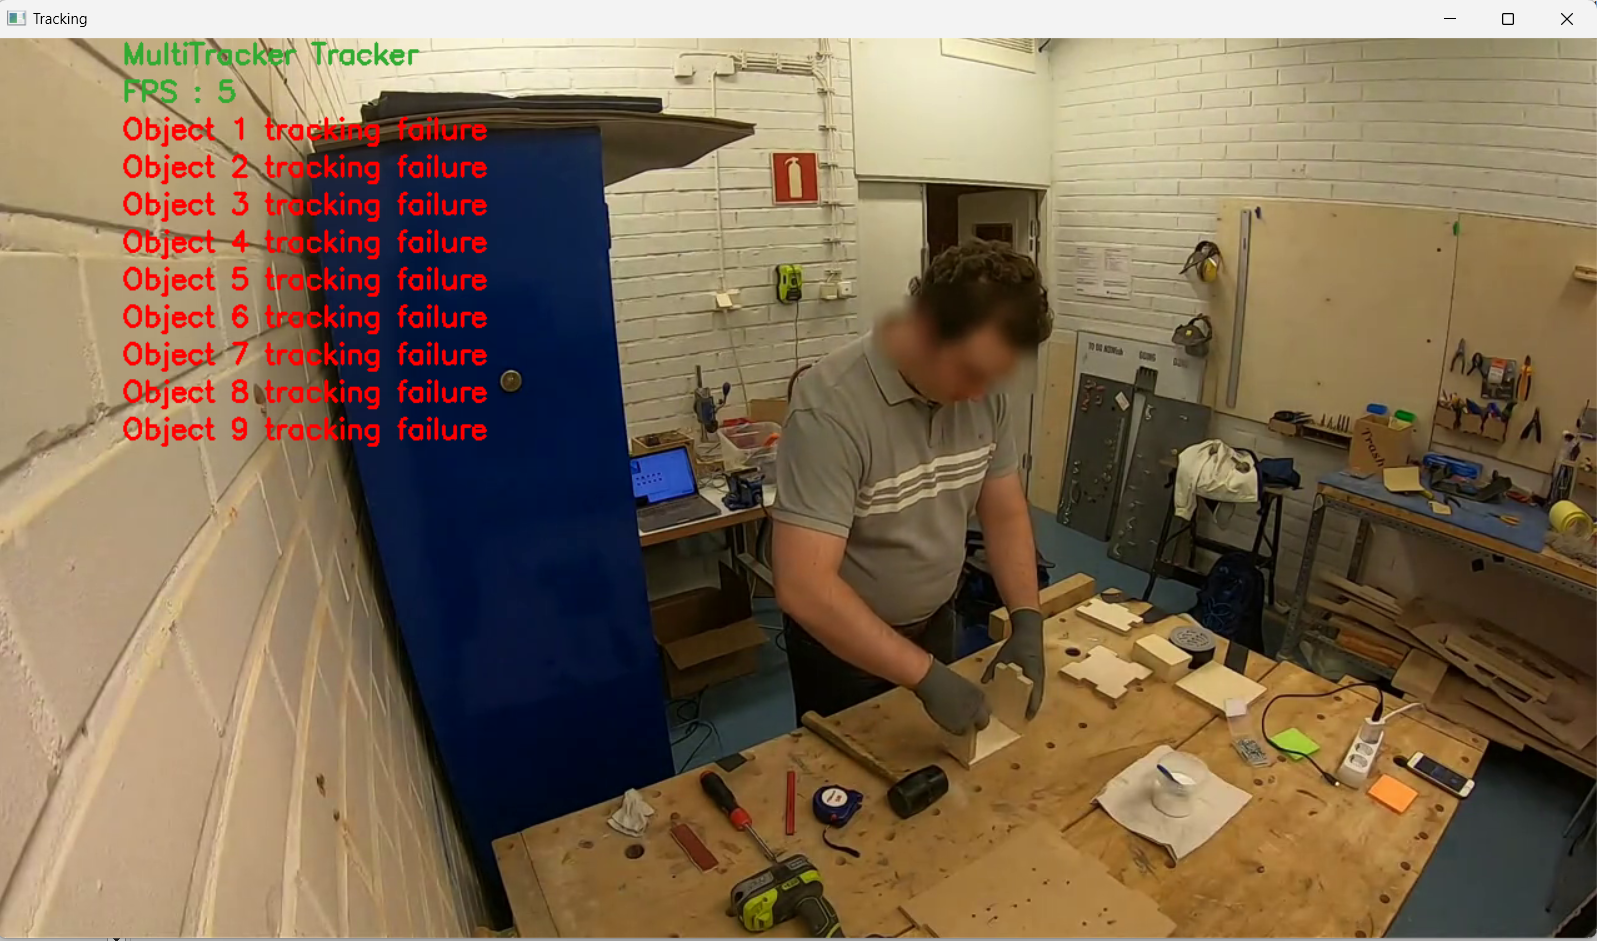 Tracking
MultiTracker Tracker
FPS : 5
Object 1 tracking failure
Object 2 tracking failure
Object 3 tracking failure
Object 4 tracking failure
Object 5 tracking failure
Object 6 tracking failure
Object 7 tracking failure
Object 8 tracking failure
Object 9 tracking failure
Trash